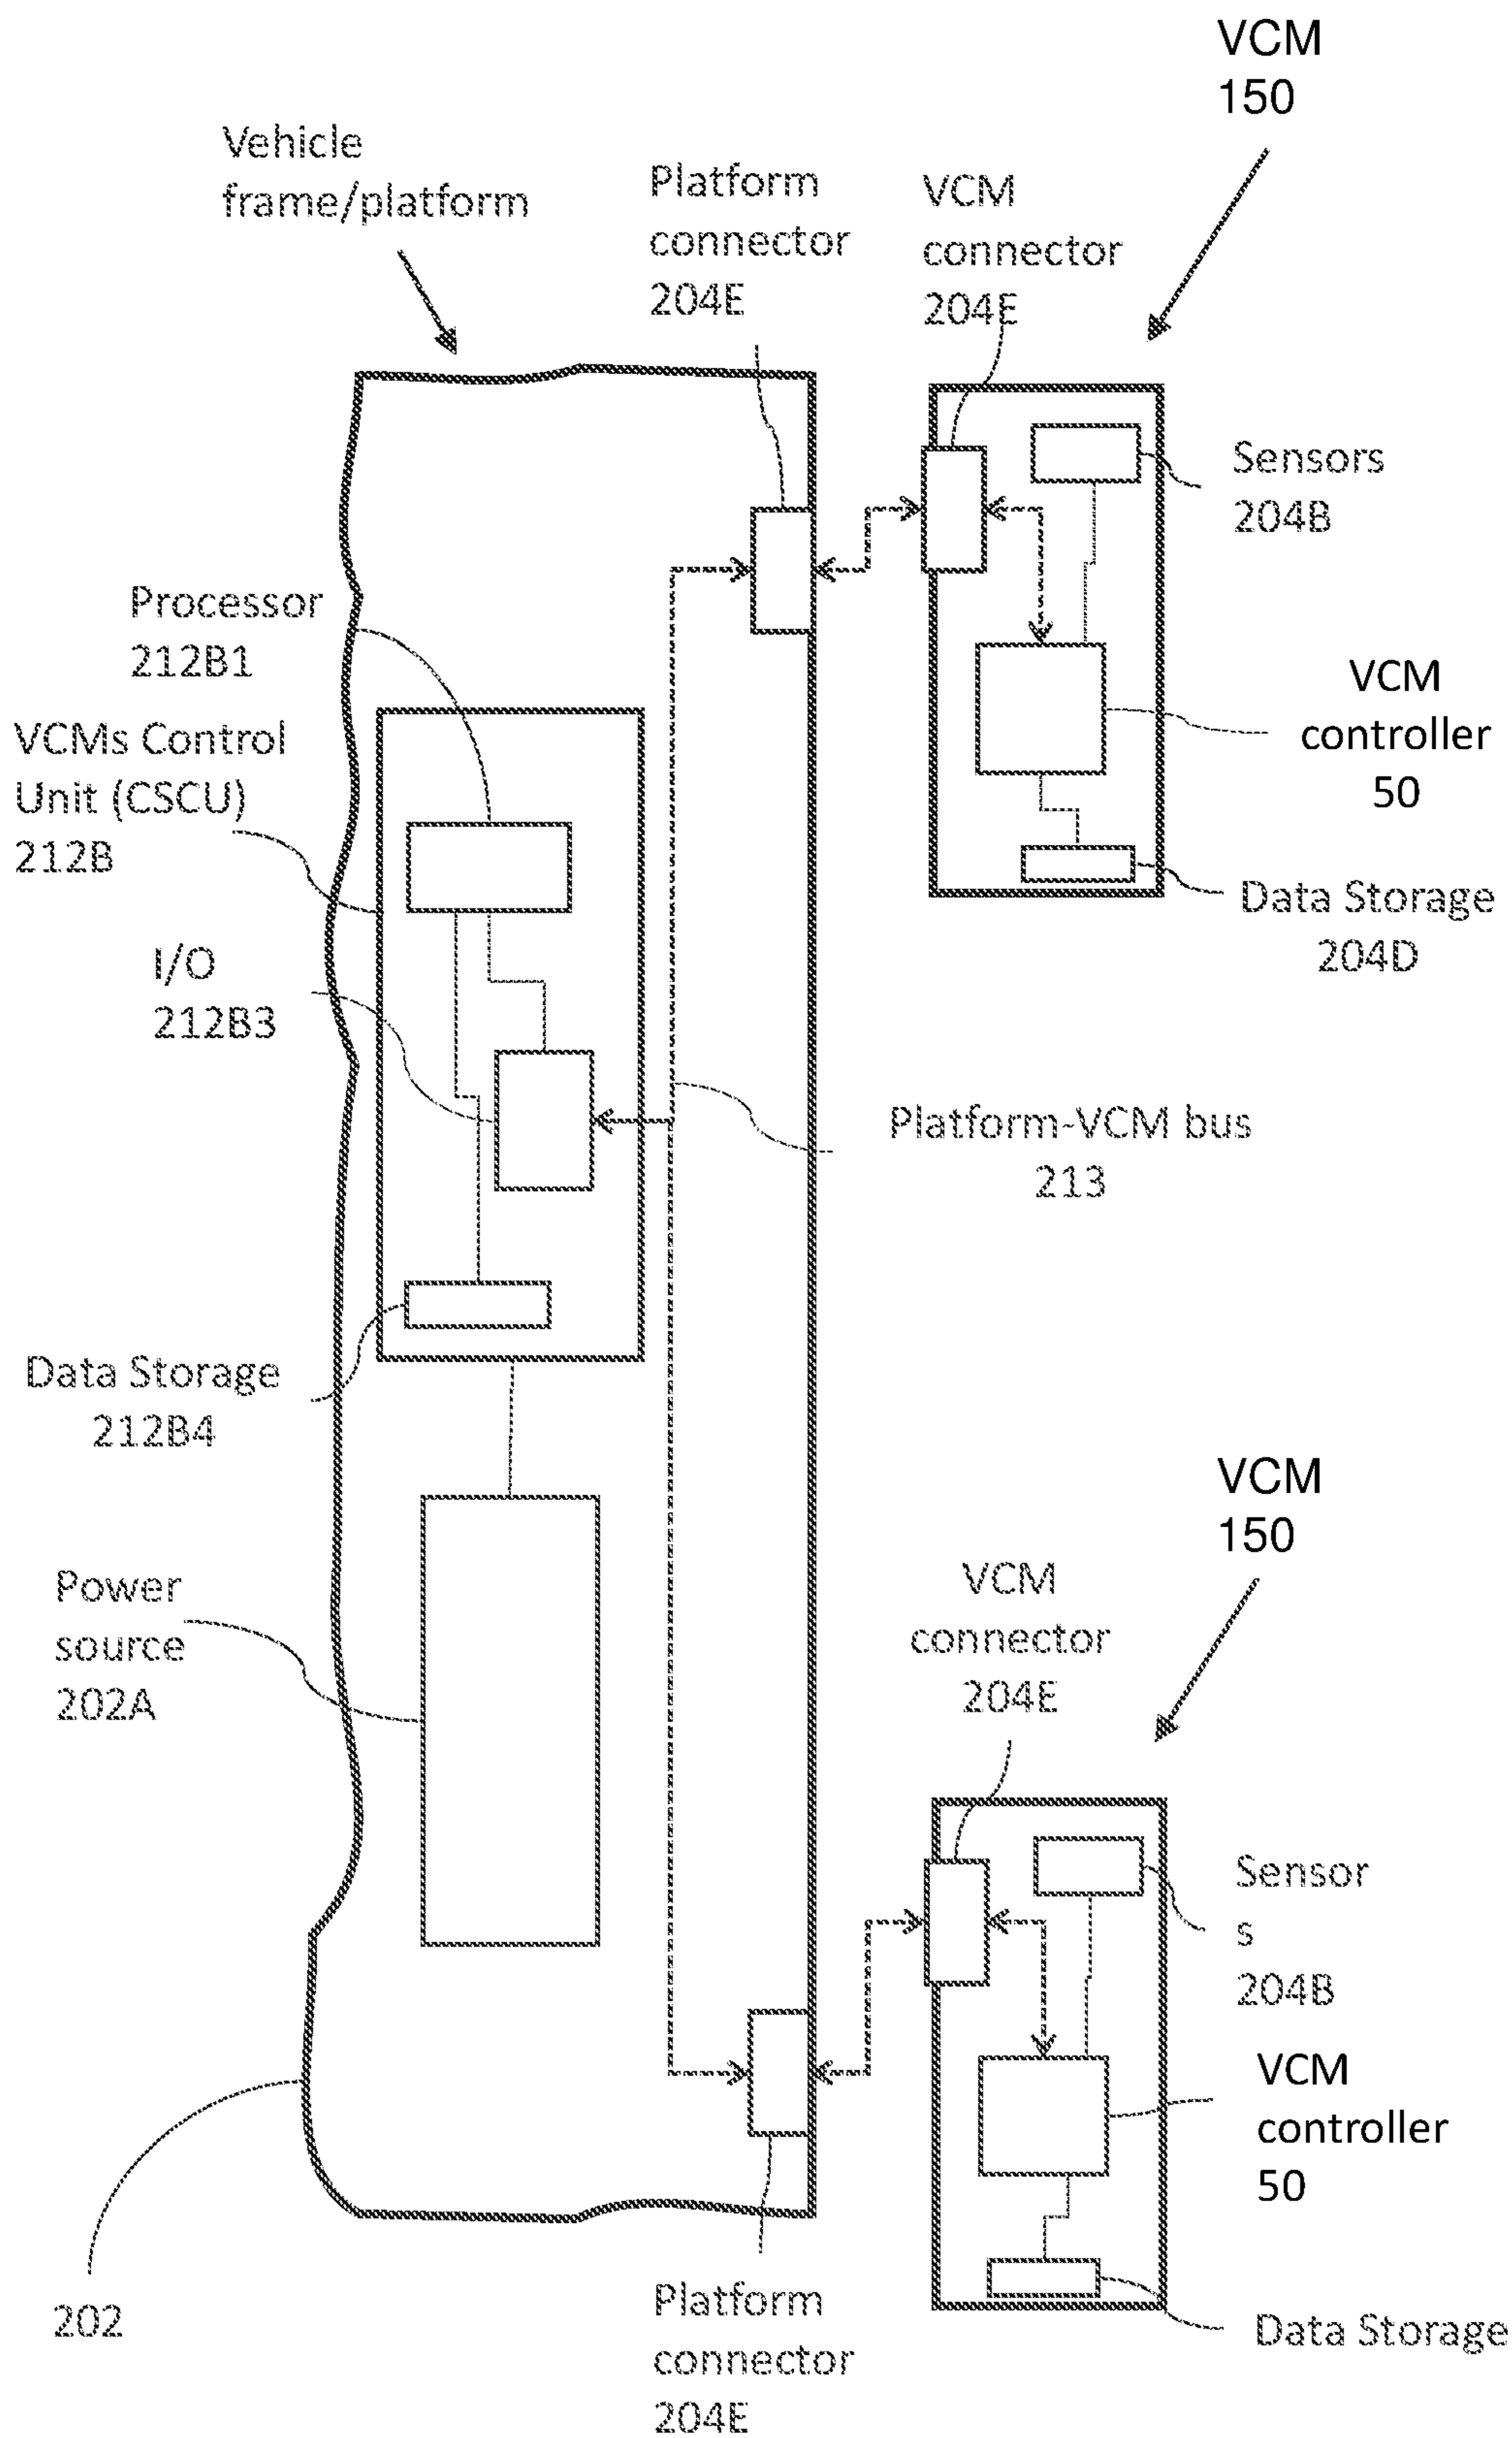 VCM
150
Vehicle
frame/platform
Platform
connector
204E
VCM
connector
204E
Sensors
204B
Processor
212B1
VCM
controller
50
VCMs Control
Unit (CSCU)
212B
Data Storage
204D
I/O
212B3
Platform-VCM bus
213
Data Storage
212B4
VCM
150
Power
source
202A
VCM
connector
204E
Sensor
s
204B
VCM
controller
50
202
Platform
connector
204E
Data Storage